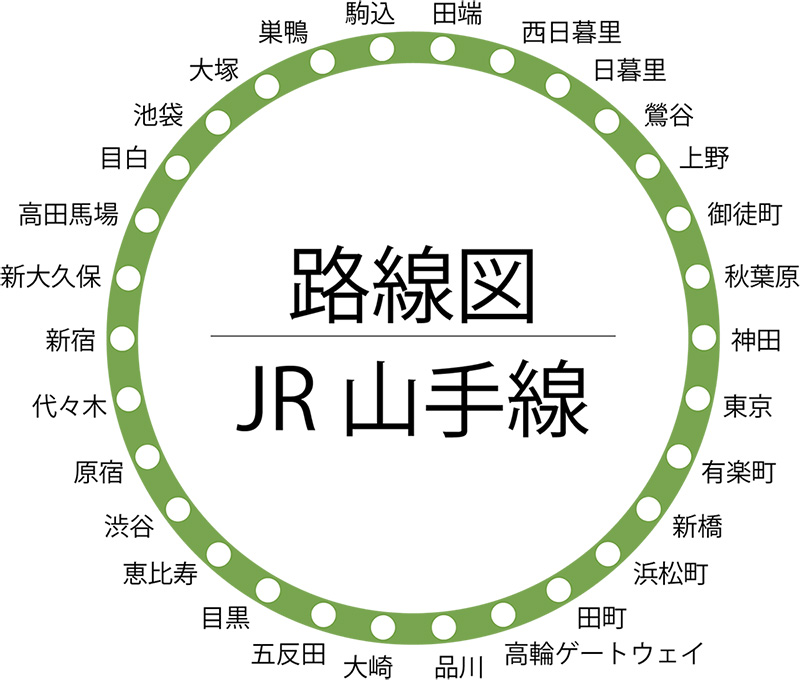 駒込
田端
巣鴨
西日暮里
大塚
日暮里
池袋
鶯谷
目白
上野
高田馬場
御徒町
新大久保
秋葉原
路線図
新宿
神田
JR 山手線
代々木
東京
原宿
有楽町
渋谷
新橋
恵比寿
浜松町
目黒
田町
五反田
高輪ゲートウェイ
大崎
品川